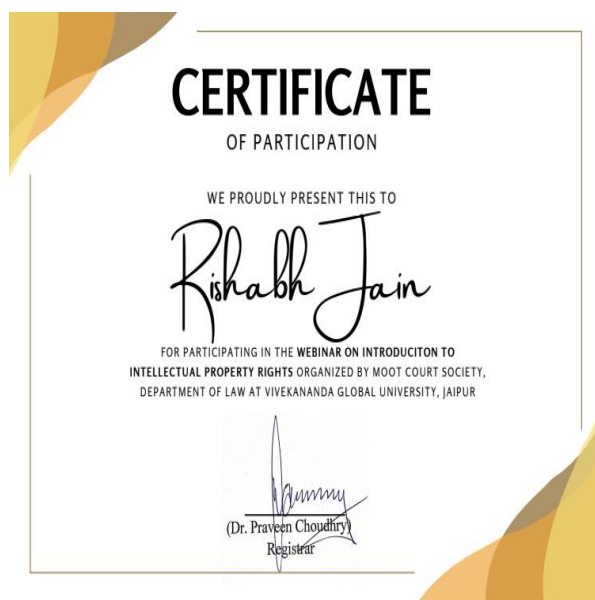 CERTIFICATE
OF PARTICIPATION
WE PROUDLY PRESENT THIS TO
Rishabh Jain
FOR PARTICIPATING IN THE WEBINAR ON INTRODUCITON TO
INTELLECTUAL PROPERTY RIGHTS ORGANIZED BY MOOT COURT SOCIETY,
DEPARTMENT OF LAW AT VIVEKANANDA GLOBAL UNIVERSITY, JAIPUR
(Dr. Praveen Choudhry)
Registrar